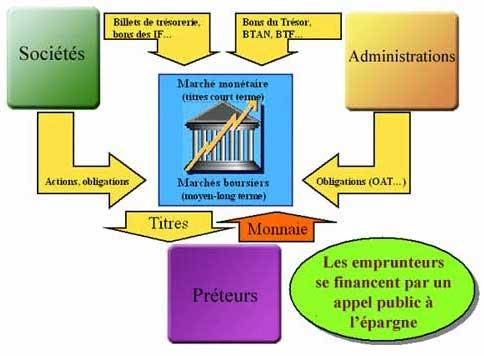 Billets de trésorerie,
bons des IF...
Bons du Trésor,
BTAN, BTF...
Sociétés
Administrations
Marché monétaire
(titres court terme)
Actions, obligations
Marchés boursiers
(moyen-long terme)
Obligations (OAT...)
Titres
Monnaie
Préteurs
Les emprunteurs
se financent par un
appel public à
l'épargne